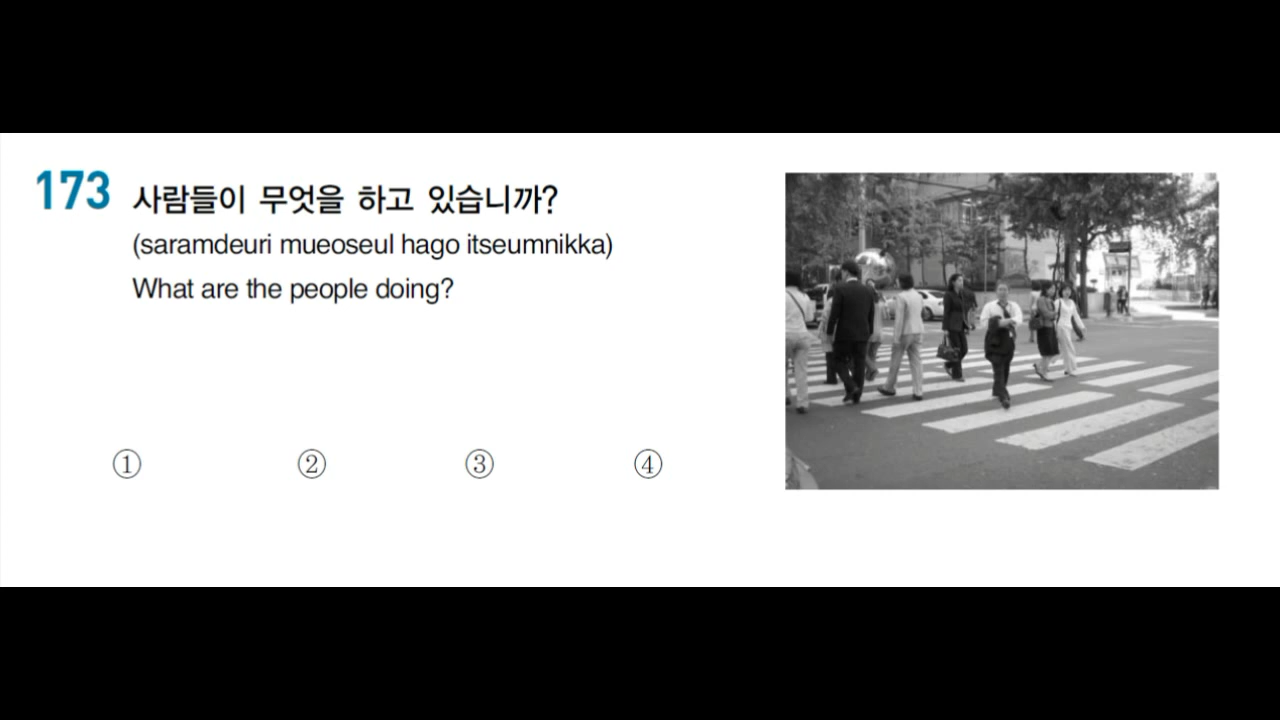 173 사람들이 무엇을 하고 있습니까?
(saramdeuri mueoseul hago itseumnikka)
What are the people doing?
① ② ③ ④